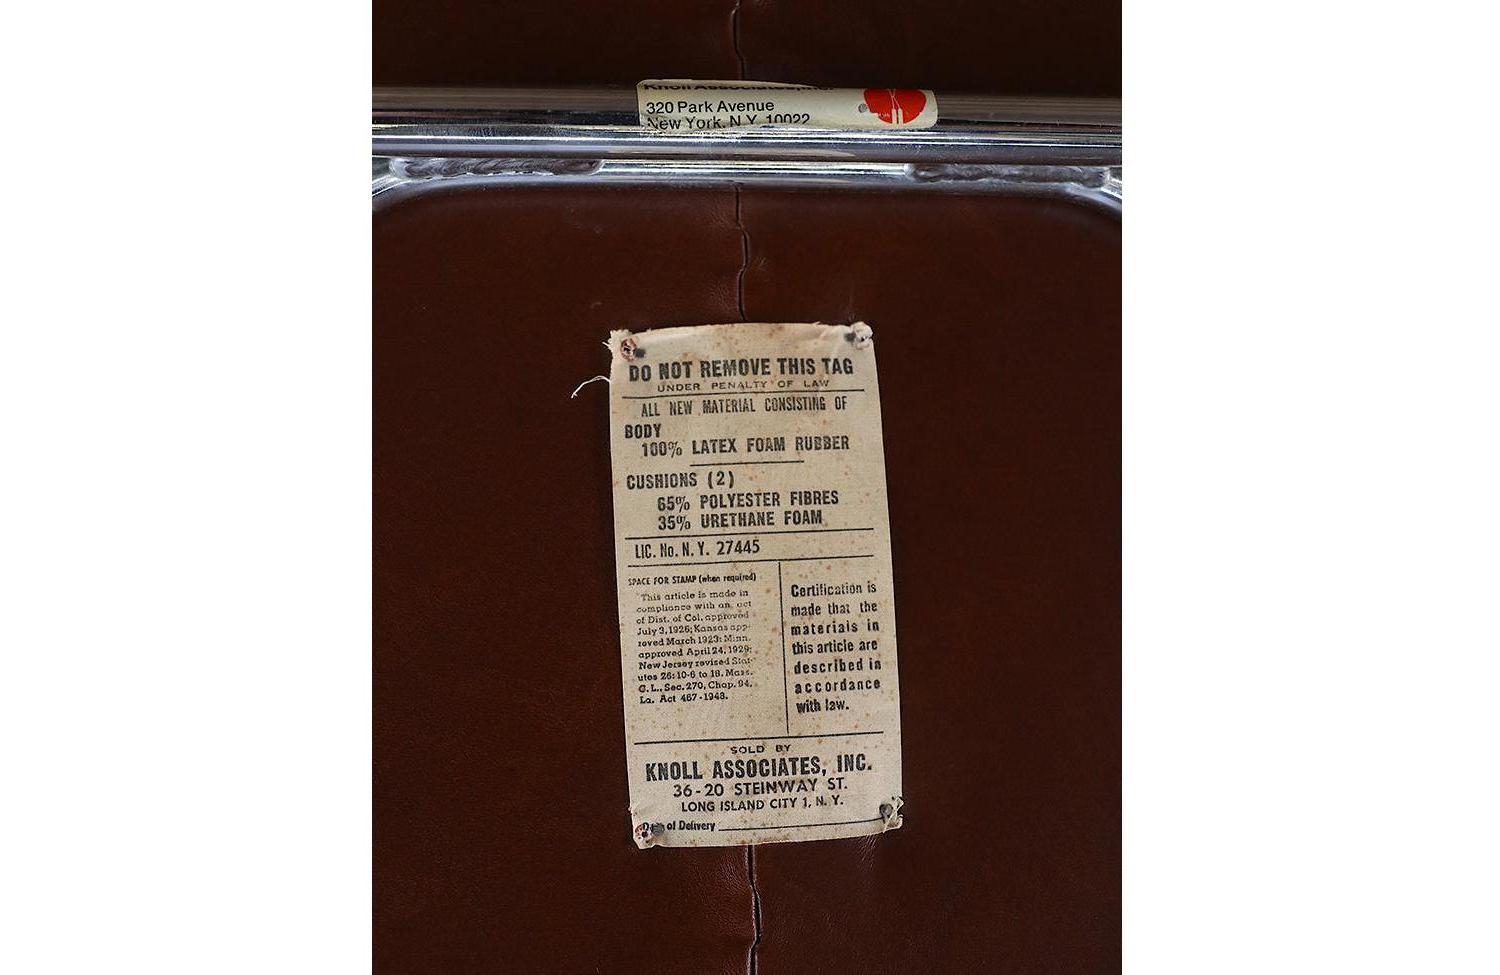 Knoll Associates, Inc.
320 Park Avenue
New York, N.Y. 10022
DO NOT REMOVE THIS TAG
UNDER PENALTY OF LAW
ALL NEW MATERIAL CONSISTING OF
BODY
100% LATEX FOAM RUBBER
CUSHIONS (2)
65% POLYESTER FIBRES
35% URETHANE FOAM
LIC. No. N.Y. 27445
SPACE FOR STAMP (when required)
This article is made in
compliance with an act
of Dist. of Col. approved
July 3, 1926; Kansas app-
roved March 1923; Minn.
approved April 24, 1929;
New Jersey revised Stat-
utes 26:10-6 to 18. Mass.
G.L., Sec. 270, Chap. 94,
La. Act 467-1948.
Certification is
made that the
materials in
this article are
described in
accordance
with law.
SOLD BY
KNOLL ASSOCIATES, INC.
36-20 STEINWAY ST.
LONG ISLAND CITY 1, N. Y.
Date of Delivery